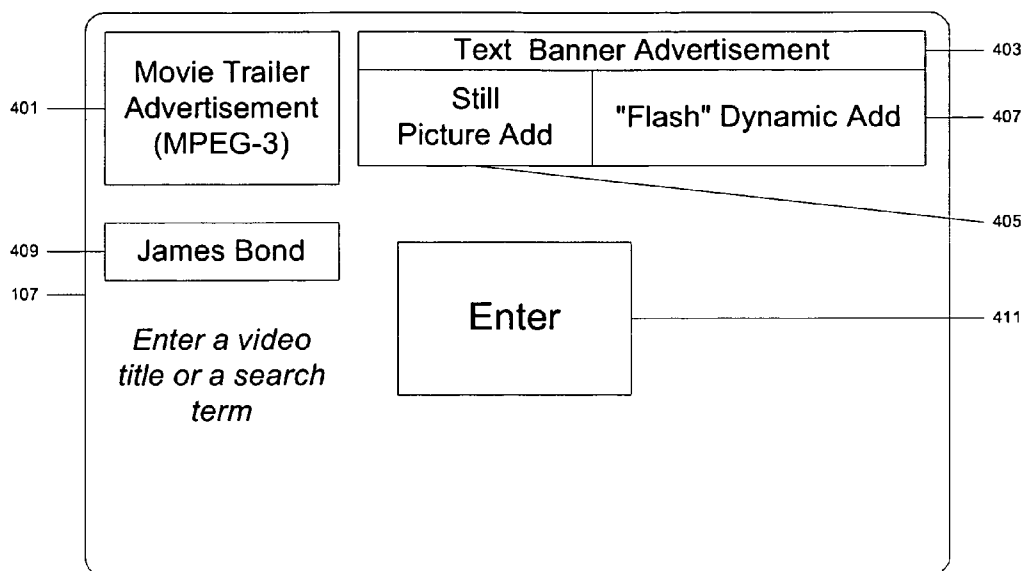 Movie Trailer
Advertisement
(MPEG-3)
Text Banner Advertisement
Still
Picture Add
"Flash" Dynamic Add
401
403
407
405
James Bond
409
107
Enter
411
Enter a video
title or a search
term